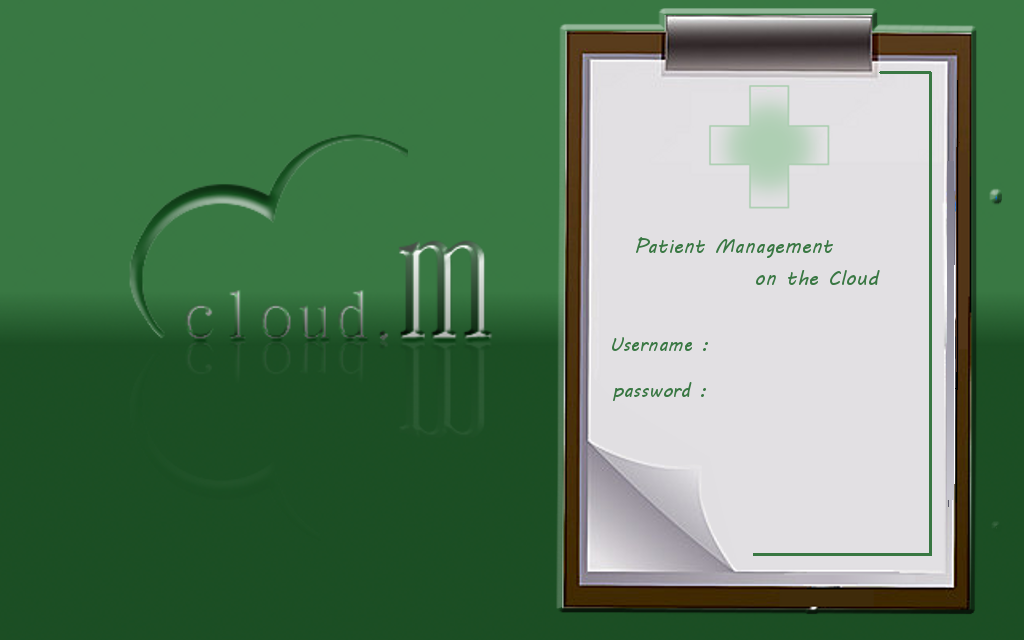 cloud.m
Patient Management
on the Cloud
Username :
password :